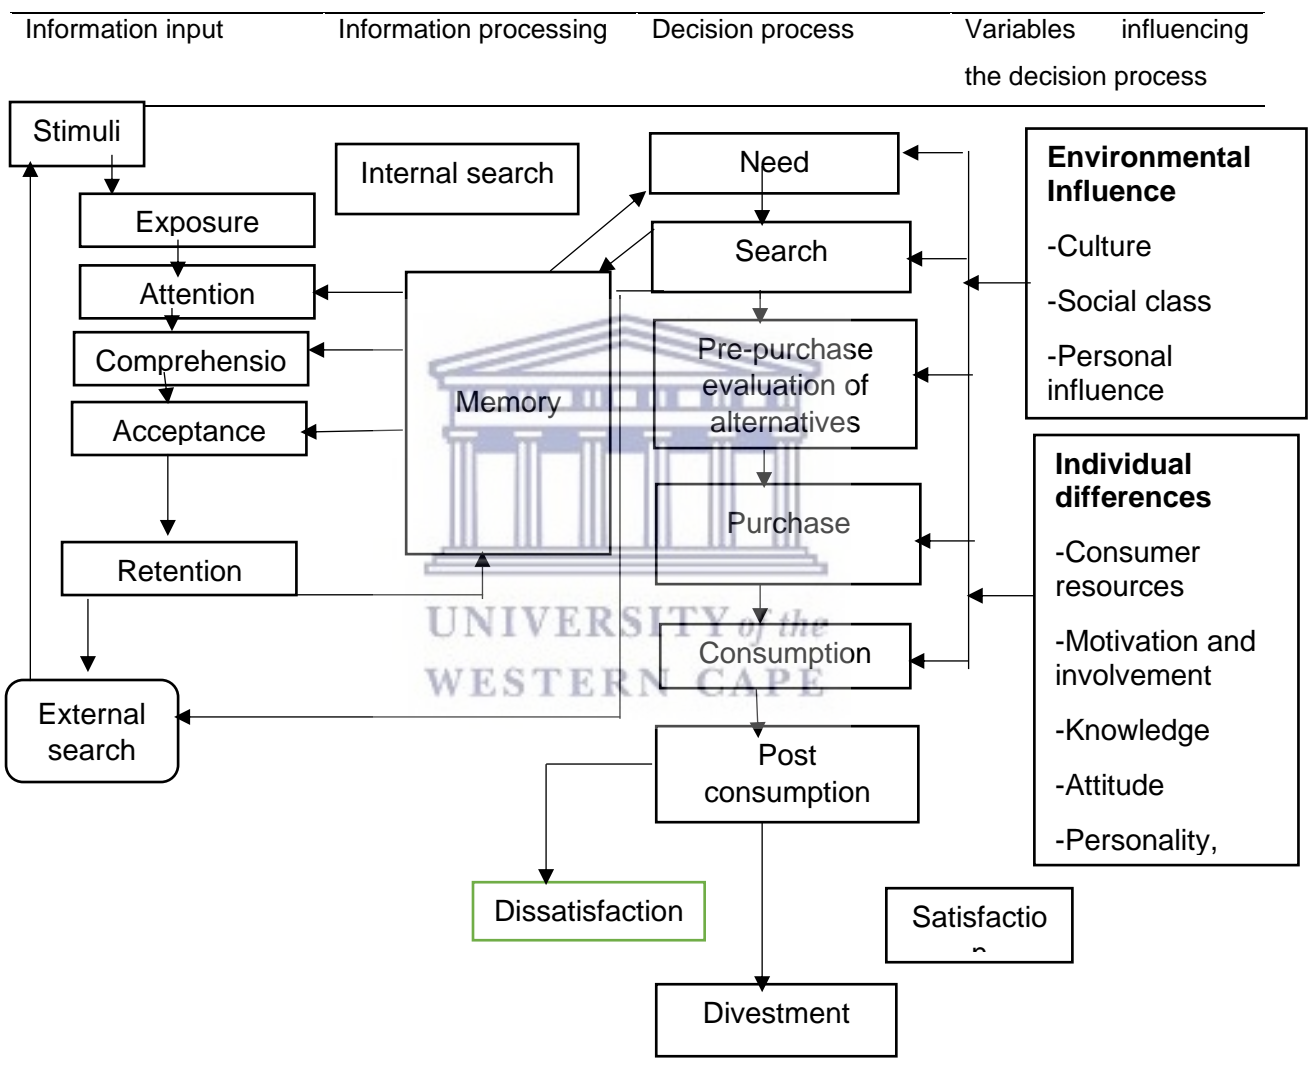 Information input
Information processing
Decision process
Variables influencing
the decision process
Stimuli
Exposure
Attention
Comprehensio
Acceptance
Retention
External
search
Internal search
Memory
Need
Search
Pre-purchase
evaluation of
alternatives
Purchase
Consumption
Post
consumption
Dissatisfaction
Satisfactio
n
Divestment
Environmental
Influence
-Culture
-Social class
-Personal
influence
Individual
differences
-Consumer
resources
-Motivation and
involvement
-Knowledge
-Attitude
-Personality,
UNIVERSITY of the
WESTERN CAPE